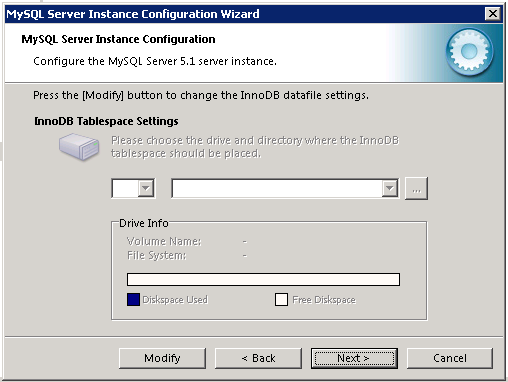 MySQL Server Instance Configuration Wizard
MySQL Server Instance Configuration
Configure the MySQL Server 5.1 server instance.
Press the [Modify] button to change the InnoDB datafile settings.
InnoDB Tablespace Settings
Please choose the drive and directory where the InnoDB
tablespace should be placed.
...
Drive Info
Volume Name: -
File System: -
Diskspace Used Free Diskspace
Modify < Back Next > Cancel